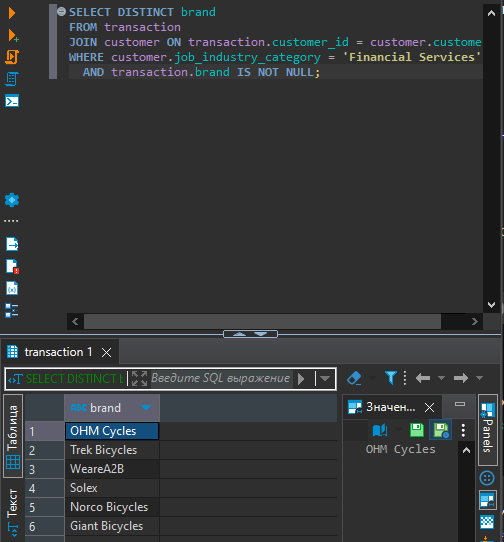 SELECT DISTINCT brand
FROM transaction
JOIN customer ON transaction.customer_id = customer.custome
WHERE customer.job_industry_category = 'Financial Services'
AND transaction.brand IS NOT NULL;
transaction 1
SELECT DISTINCT b
Введите SQL выражение
Таблица
Текст
brand
1 OHM Cycles
2 Trek Bicycles
3 WeareA2B
4 Solex
5 Norco Bicycles
6 Giant Bicycles
Значен...
OHM Cycles
Panels